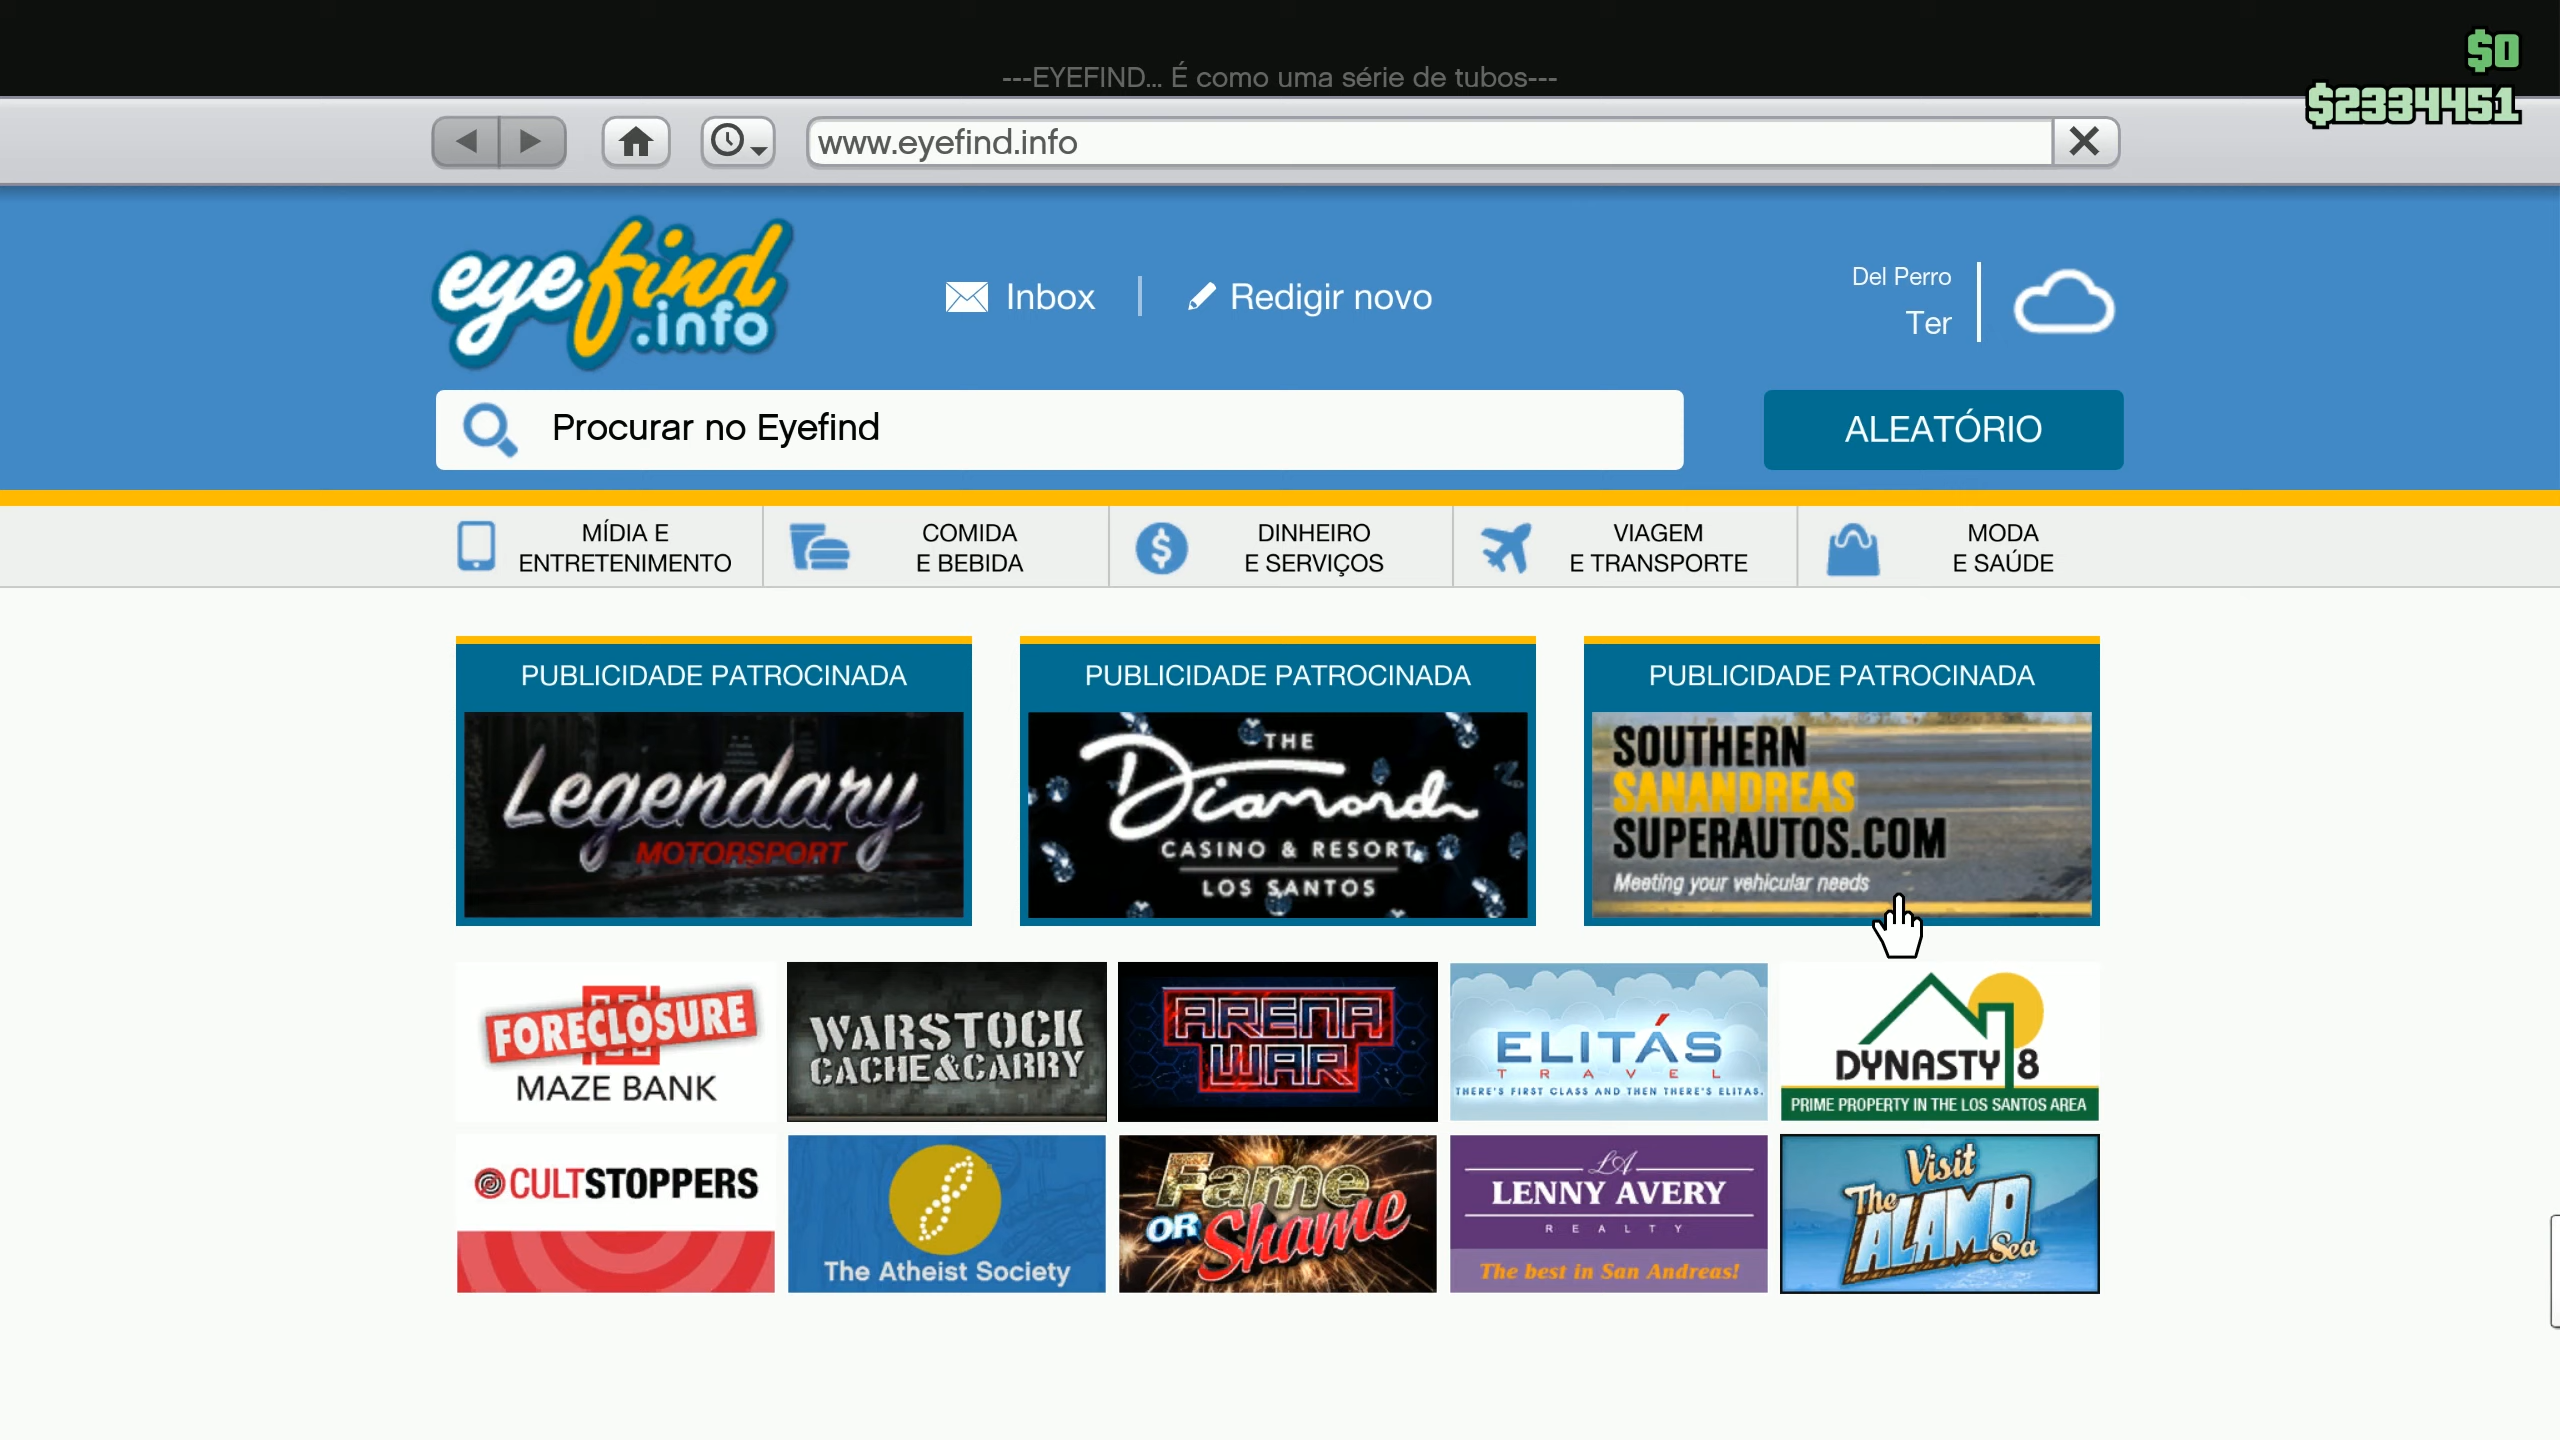 $0
---EYEFIND... É como uma série de tubos---
$2334451
www.eyefind.info
eyefind
.info
Inbox
Redigir novo
Del Perro
Ter
Procurar no Eyefind
ALEATÓRIO
MÍDIA E
ENTRETENIMENTO
COMIDA
E BEBIDA
DINHEIRO
E SERVIÇOS
VIAGEM
E TRANSPORTE
MODA
E SAÚDE
PUBLICIDADE PATROCINADA
Legendary
MOTORSPORT
PUBLICIDADE PATROCINADA
THE
Diamond
CASINO & RESORT
LOS SANTOS
PUBLICIDADE PATROCINADA
SOUTHERN
SANANDREAS
SUPERAUTOS.COM
Meeting your vehicular needs
FORECLOSURE
MAZE BANK
WARSTOCK
CACHE&CARRY
ARENA
WAR
ELITÁS
TRAVEL
THERE'S FIRST CLASS AND THEN THERE'S ELITAS.
DYNASTY 8
PRIME PROPERTY IN THE LOS SANTOS AREA
CULTSTOPPERS
The Atheist Society
Fame
OR Shame
LA
LENNY AVERY
REALTY
The best in San Andreas!
Visit
The
ALAMO
Sea